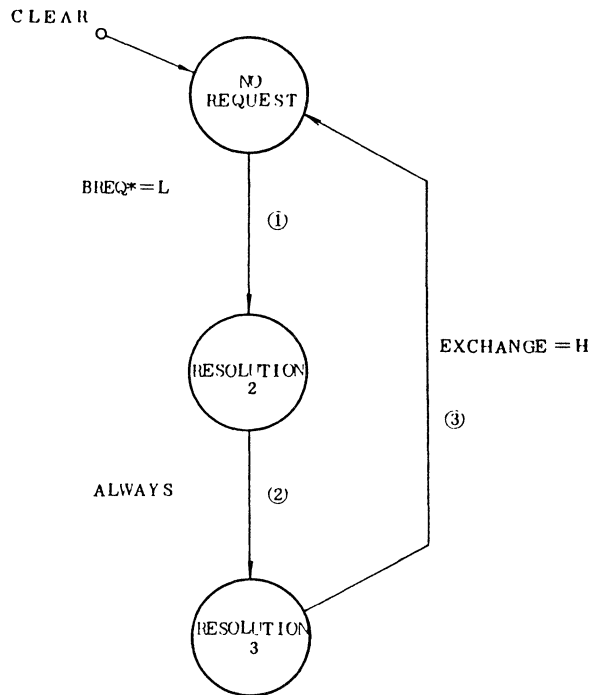 CLEAR
NO
REQUEST
BREQ*=L
①
RESOLUTION
2
EXCHANGE=H
③
ALWAYS
②
RESOLUTION
3